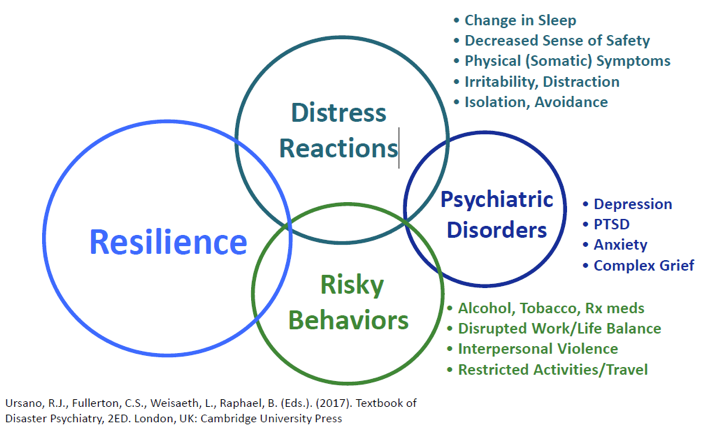 • Change in Sleep
• Decreased Sense of Safety
• Physical (Somatic) Symptoms
• Irritability, Distraction
• Isolation, Avoidance
Distress
Reactions
Psychiatric
Disorders
• Depression
• PTSD
• Anxiety
• Complex Grief
Resilience
Risky
Behaviors
• Alcohol, Tobacco, Rx meds
• Disrupted Work/Life Balance
• Interpersonal Violence
• Restricted Activities/Travel
Ursano, R.J., Fullerton, C.S., Weisaeth, L., Raphael, B. (Eds.). (2017). Textbook of
Disaster Psychiatry, 2ED. London, UK: Cambridge University Press